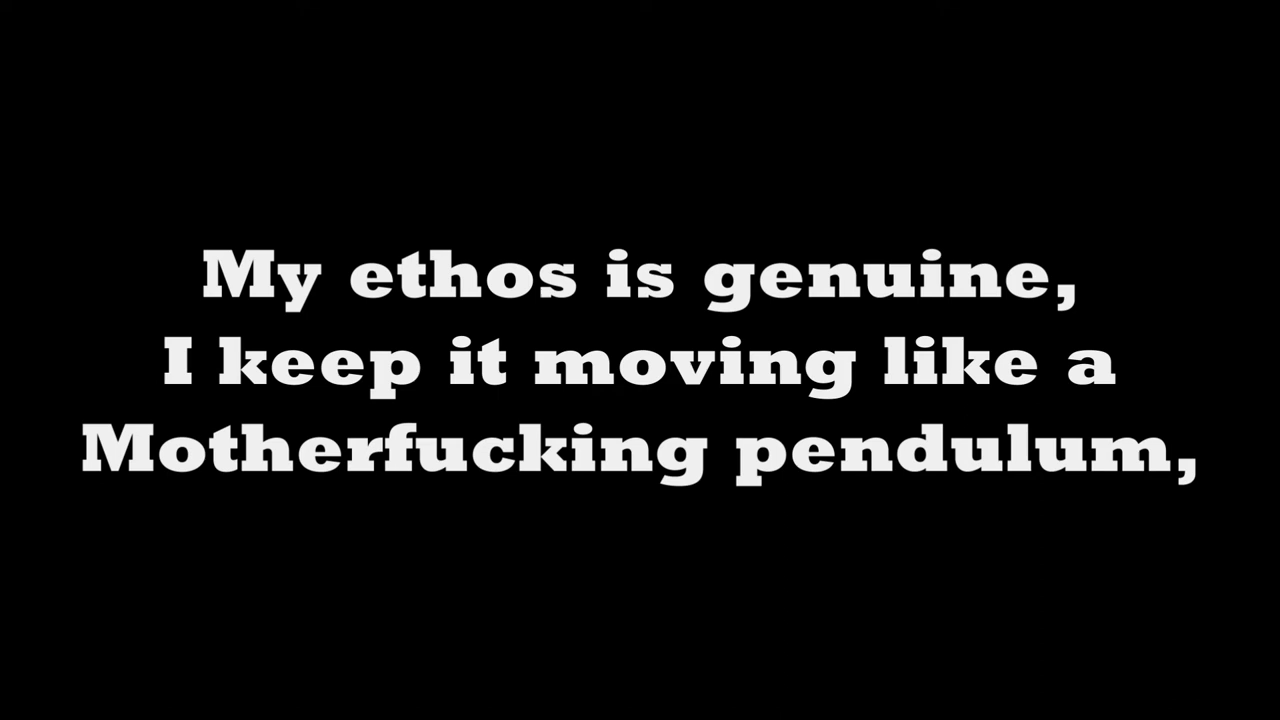 My ethos is genuine,
I keep it moving like a
Motherfucking pendulum,